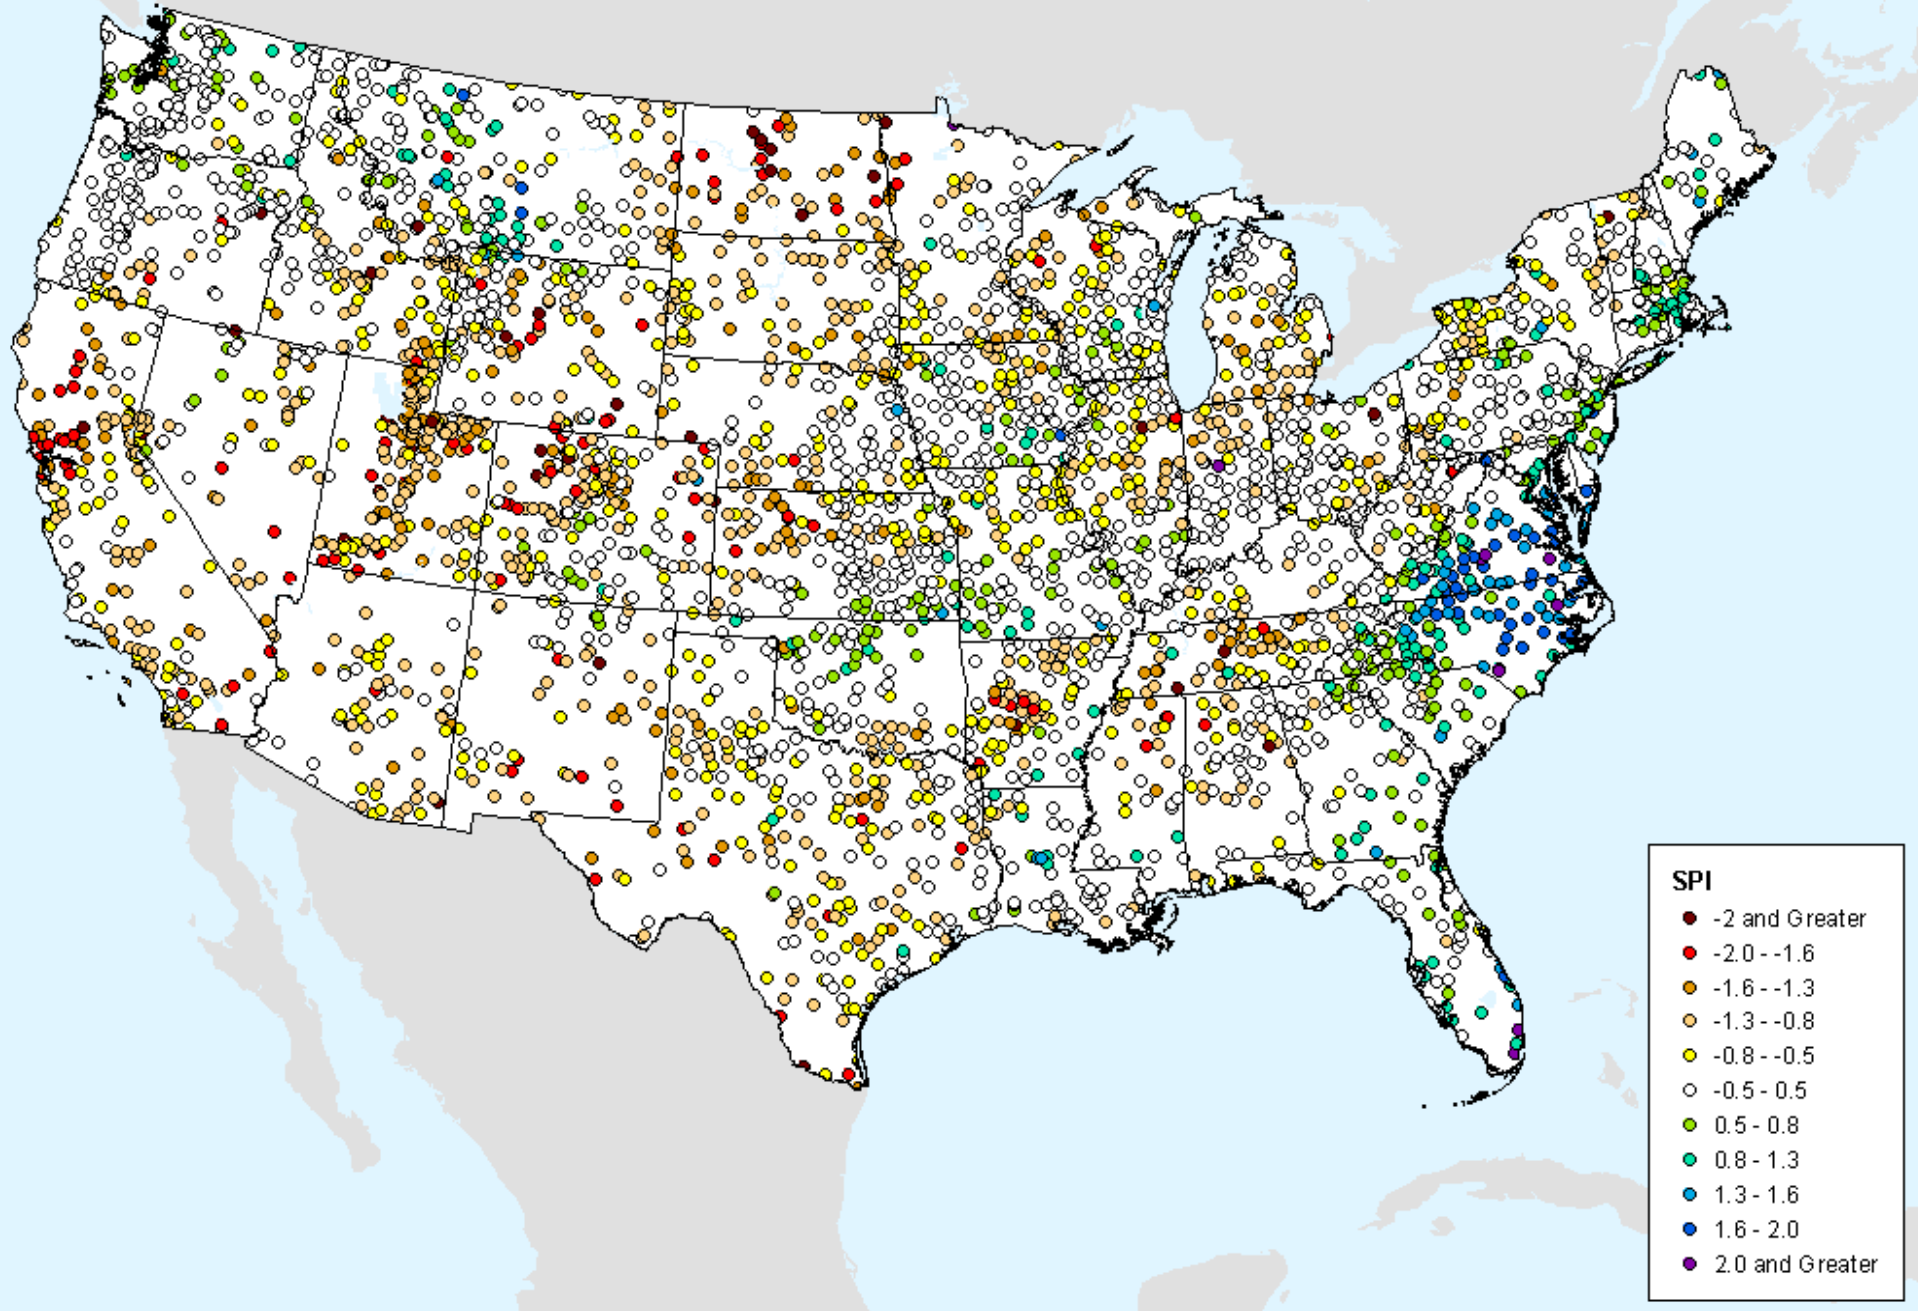 SPI
-2 and Greater
-2.0 - -1.6
-1.6 - -1.3
-1.3 - -0.8
-0.8 - -0.5
-0.5 - 0.5
0.5 - 0.8
0.8 - 1.3
1.3 - 1.6
1.6 - 2.0
2.0 and Greater